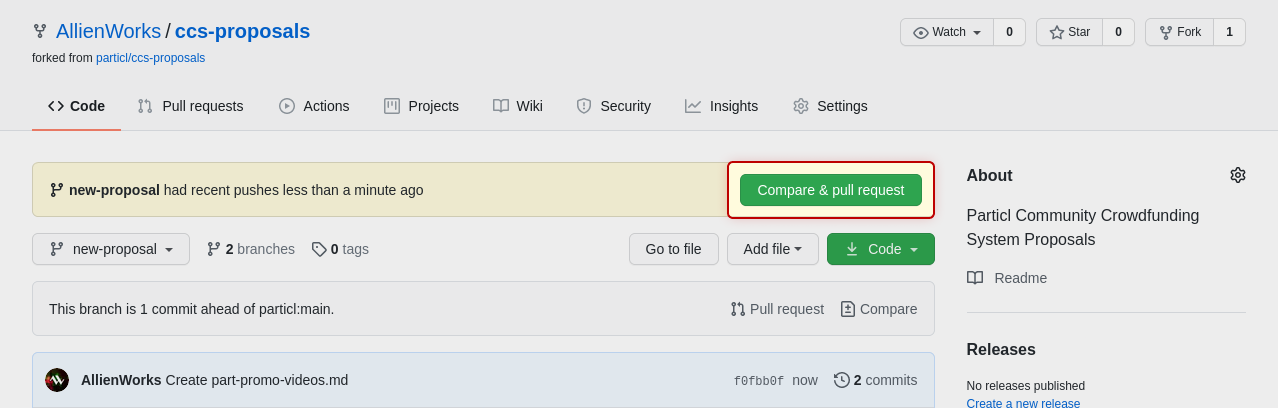 AllienWorks / ccs-proposals
forked from particl/ccs-proposals
Watch 0 Star 0 Fork 1
Code Pull requests Actions Projects Wiki Security Insights Settings
new-proposal had recent pushes less than a minute ago
Compare & pull request
new-proposal 2 branches 0 tags Go to file Add file Code
This branch is 1 commit ahead of particl:main. Pull request Compare
AllienWorks Create part-promo-videos.md f0fbb0f now 2 commits
About
Particl Community Crowdfunding
System Proposals
Readme
Releases
No releases published
Create a new release